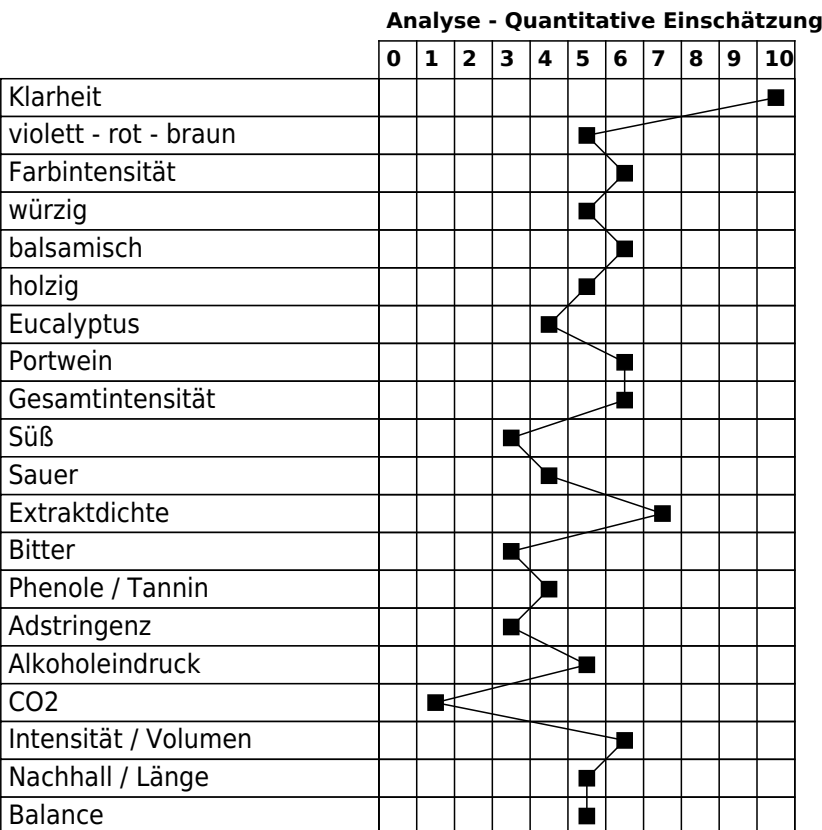 Analyse - Quantitative Einschätzung
0 1 2 3 4 5 6 7 8 9 10
Klarheit
violett - rot - braun
Farbintensität
würzig
balsamisch
holzig
Eucalyptus
Portwein
Gesamtintensität
Süß
Sauer
Extraktdichte
Bitter
Phenole / Tannin
Adstringenz
Alkoholeindruck
CO2
Intensität / Volumen
Nachhall / Länge
Balance